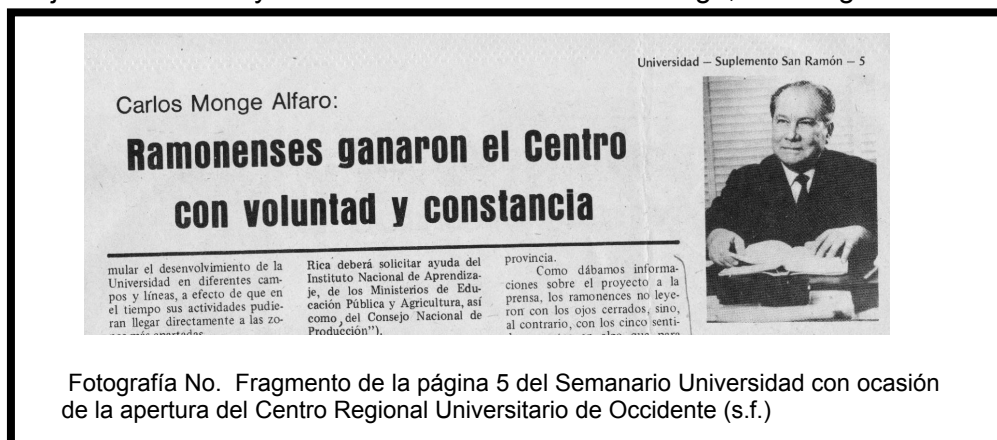 Universidad — Suplemento San Ramón — 5
Carlos Monge Alfaro:
Ramonenses ganaron el Centro
con voluntad y constancia
mular el desenvolvimiento de la
Universidad en diferentes cam-
pos y líneas, a efecto de que en
el tiempo sus actividades pudie-
ran llegar directamente a las zo-
Rica deberá solicitar ayuda del
Instituto Nacional de Aprendiza-
je, de los Ministerios de Edu-
cación Pública y Agricultura, así
como del Consejo Nacional de
Producción").
provincia.
Como dábamos informa-
ciones sobre el proyecto a la
prensa, los ramonences no leye-
ron con los ojos cerrados, sino,
al contrario, con los cinco senti-
Fotografía No.  Fragmento de la página 5 del Semanario Universidad con ocasión
de la apertura del Centro Regional Universitario de Occidente (s.f.)